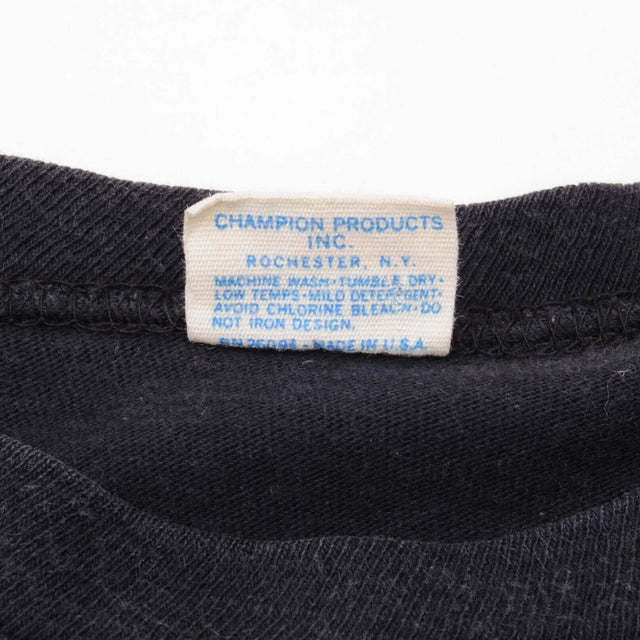 CHAMPION PRODUCTS
INC.
ROCHESTER, N.Y.
MACHINE WASH-TUMBLE, DRY-
LOW TEMPS-MILD DETERGENT,
AVOID CHLORINE BLEACH-DO
NOT IRON DESIGN.
MADE IN U.S.A